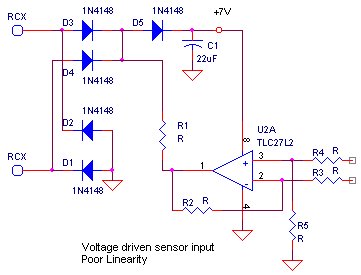 RCX
D3
1N4148
D5
1N4148
+7V
D4
1N4148
C1
22uF
D2
1N4148
R1
R
8
U2A
TLC27L2
RCX
D1
1N4148
1
+
-
3
2
R4 R
R3 R
R2 R
4
R5
R
Voltage driven sensor input
Poor Linearity